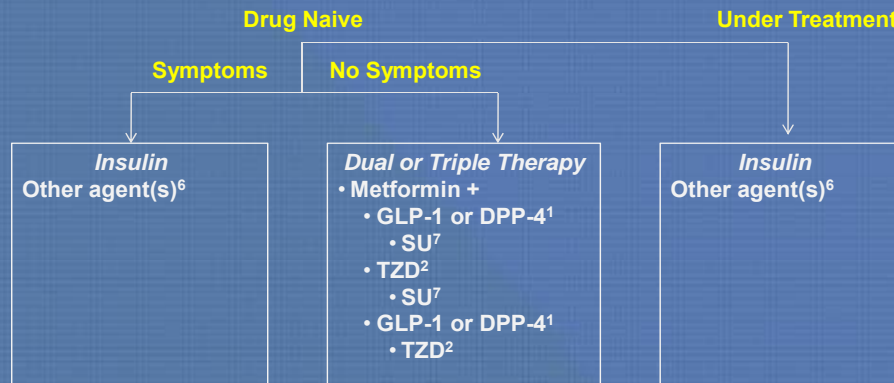 Drug Naive
Under Treatment
Symptoms
No Symptoms
Insulin
Other agent(s)⁶
Dual or Triple Therapy
• Metformin +
• GLP-1 or DPP-4¹
• SU⁷
• TZD²
• SU⁷
• GLP-1 or DPP-4¹
• TZD²
Insulin
Other agent(s)⁶